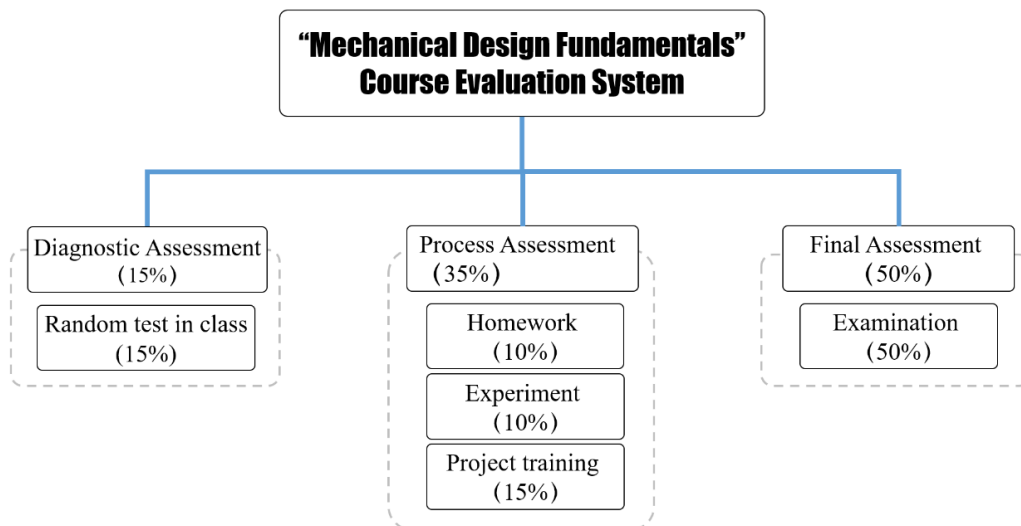 “Mechanical Design Fundamentals”
Course Evaluation System
Diagnostic Assessment
(15%)
Random test in class
(15%)
Process Assessment
(35%)
Homework
(10%)
Experiment
(10%)
Project training
(15%)
Final Assessment
(50%)
Examination
(50%)